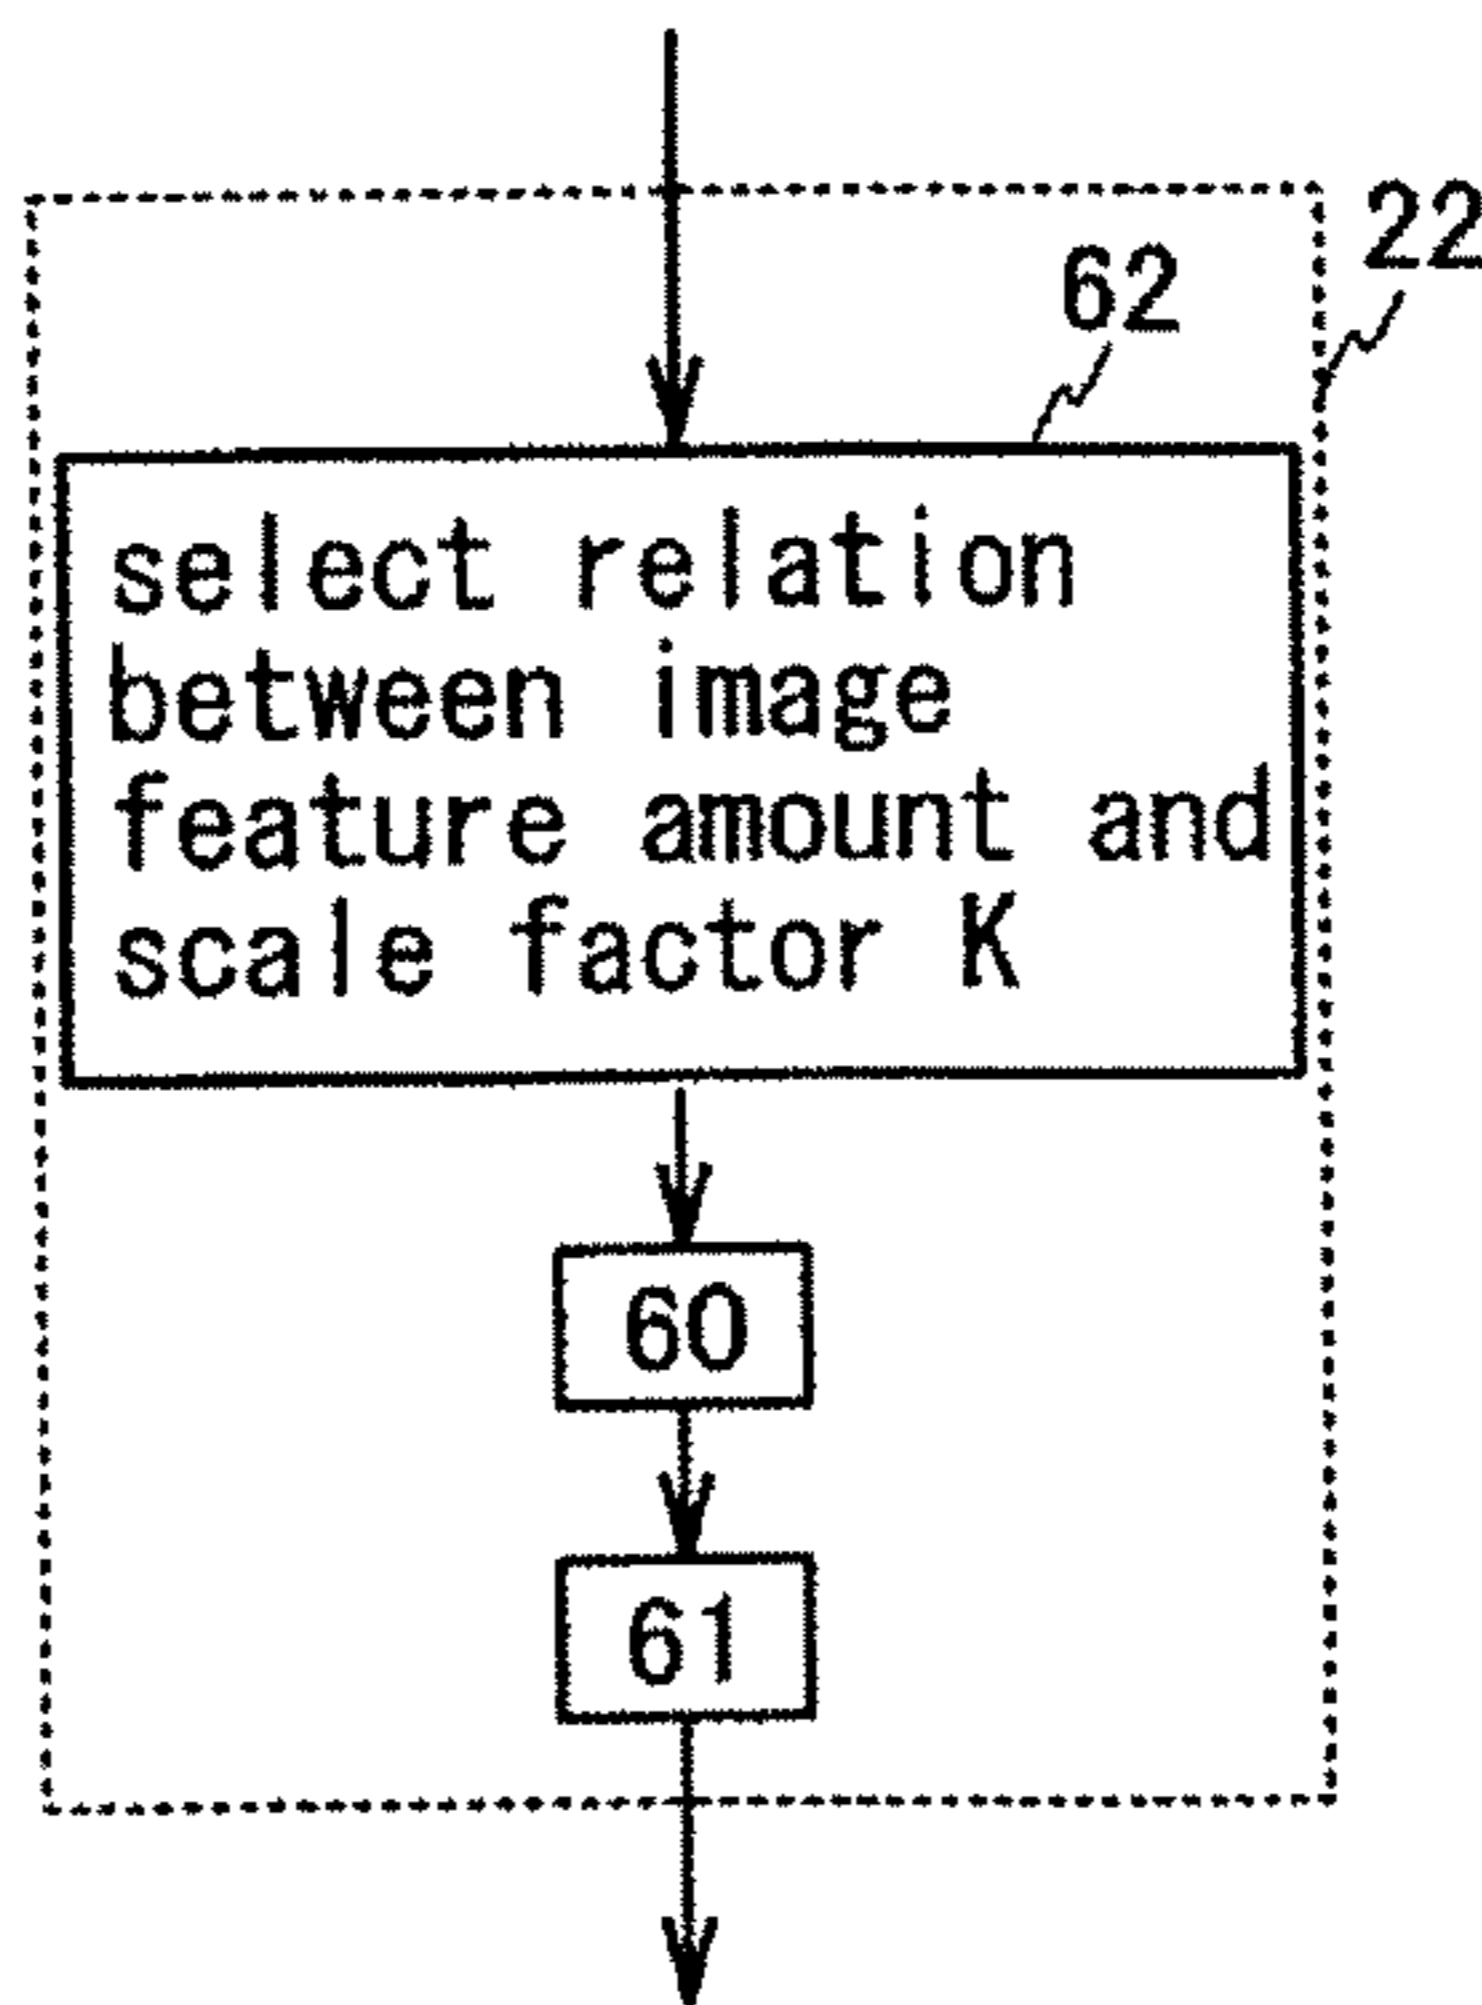 22
62
select relation
between image
feature amount and
scale factor K
60
61